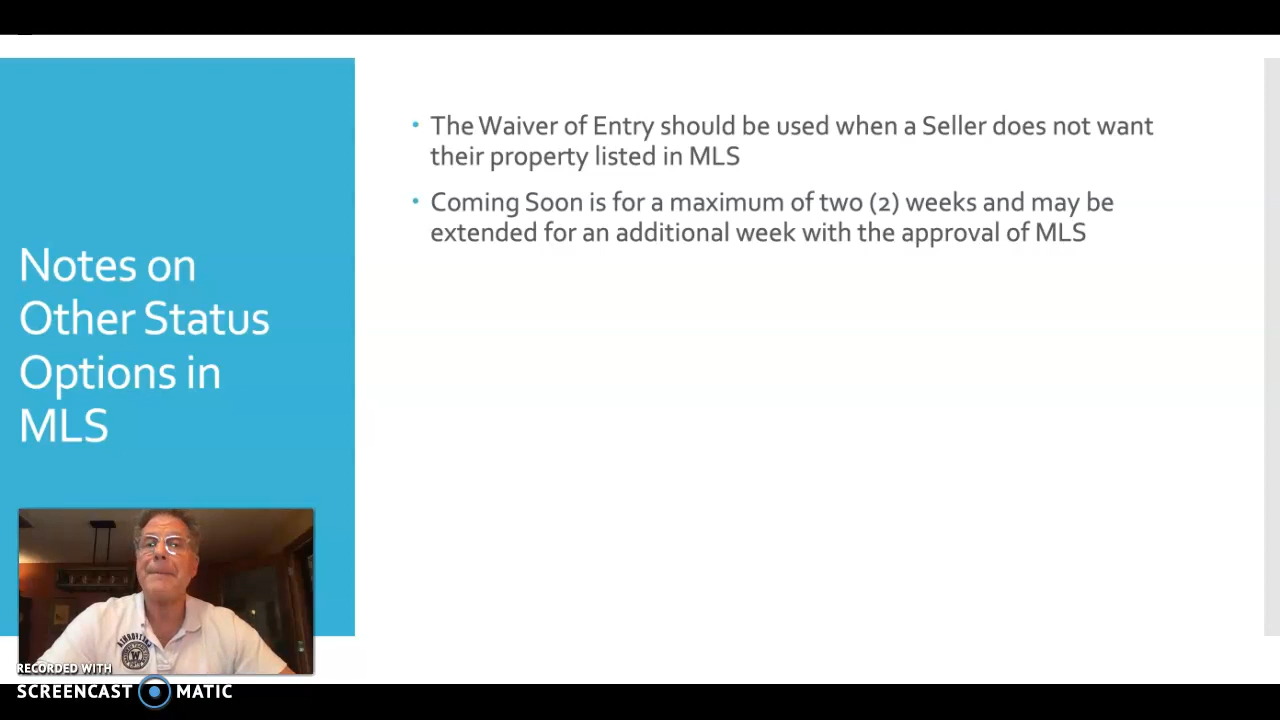 The Waiver of Entry should be used when a Seller does not want
their property listed in MLS
Coming Soon is for a maximum of two (2) weeks and may be
extended for an additional week with the approval of MLS
Notes on
Other Status
Options in
MLS
RECORDED WITH
SCREENCAST MATIC